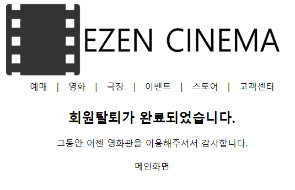 EZEN CINEMA
예매 | 영화 | 극장 | 이벤트 | 스토어 | 고객센터
회원탈퇴가 완료되었습니다.
그동안 이젠 영화관을 이용해주셔서 감사합니다.
메인화면